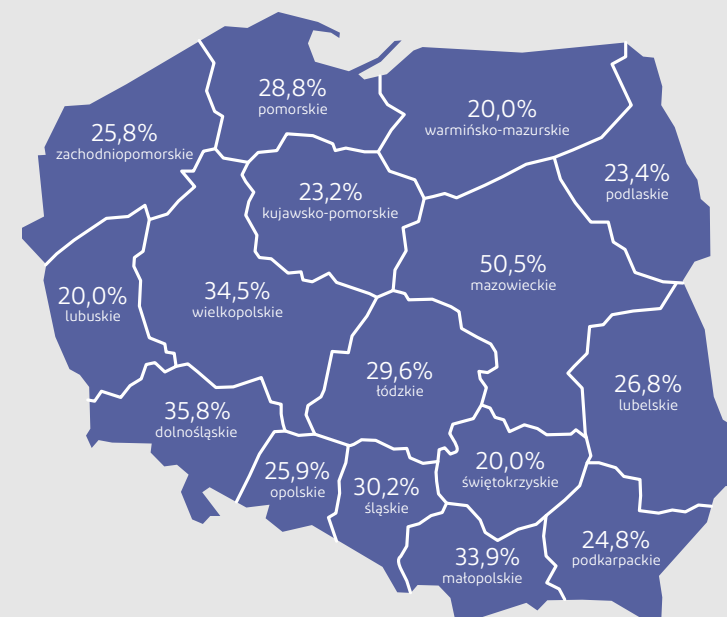 28,8%
pomorskie
20,0%
warmińsko-mazurskie
25,8%
zachodniopomorskie
23,4%
podlaskie
23,2%
kujawsko-pomorskie
50,5%
mazowieckie
20,0%
lubuskie
34,5%
wielkopolskie
29,6%
łódzkie
26,8%
lubelskie
35,8%
dolnośląskie
25,9%
opolskie
30,2%
śląskie
20,0%
świętokrzyskie
33,9%
małopolskie
24,8%
podkarpackie